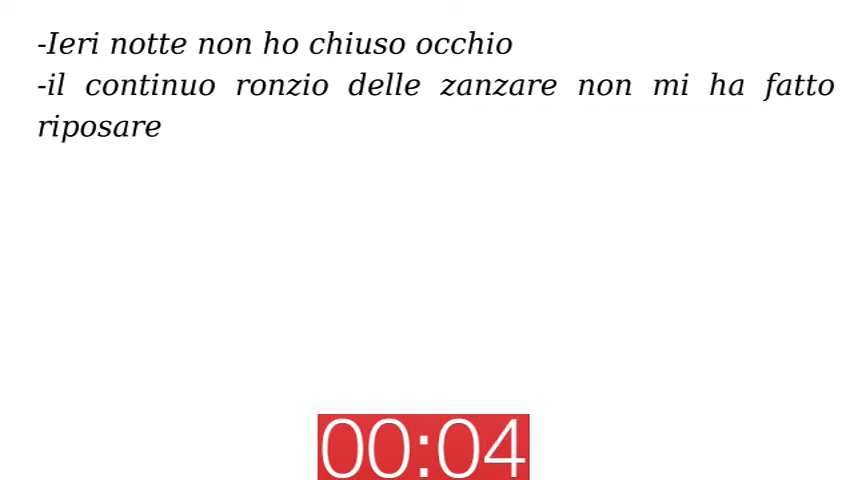 -Ieri notte non ho chiuso occhio
-il continuo ronzio delle zanzare non mi ha fatto
riposare
00:04